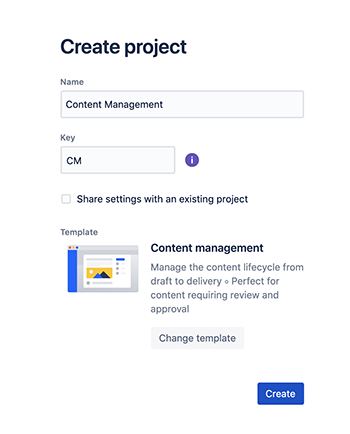 Create project
Name
Content Management
Key
CM
i
Share settings with an existing project
Template
Content management
Manage the content lifecycle from
draft to delivery ∘ Perfect for
content requiring review and
approval
Change template
Create